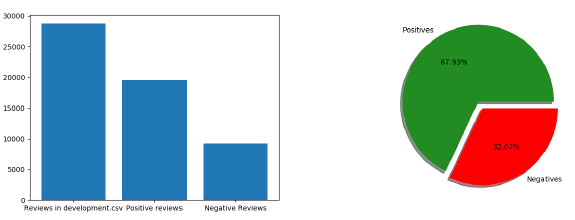 30000
25000
20000
15000
10000
5000
0
Reviews in development.csv
Positive reviews
Negative Reviews
Positives
67.93%
32.07%
Negatives